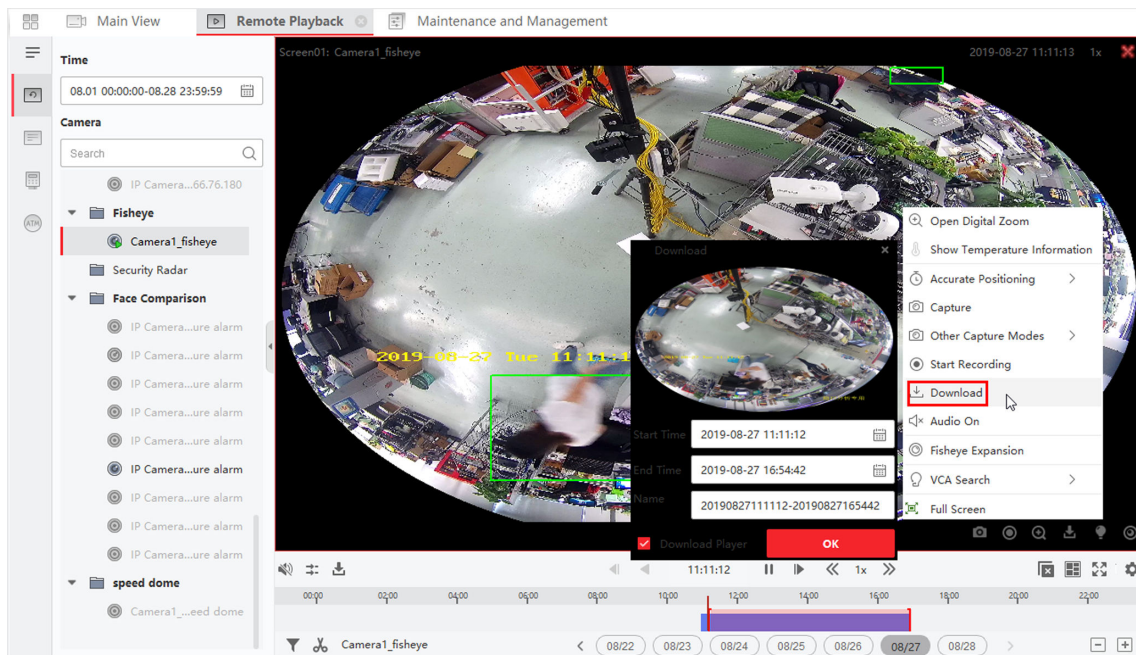 Main View
Remote Playback
Maintenance and Management
Time
08.01 00:00:00-08.28 23:59:59
Camera
Search
IP Camera...66.76.180
Fisheye
Camera1_fisheye
Security Radar
Face Comparison
IP Camera...ure alarm
IP Camera...ure alarm
IP Camera...ure alarm
IP Camera...ure alarm
IP Camera...ure alarm
IP Camera...ure alarm
IP Camera...ure alarm
IP Camera...ure alarm
IP Camera...ure alarm
speed dome
Camera1_...eed dome
ATM
Screen01: Camera1_fisheye
2019-08-27 11:11:13 1x
2019-08-27 Tue 11:11:1
Download
Start Time 2019-08-27 11:11:12
End Time 2019-08-27 16:54:42
Name 20190827111112-20190827165442
Download Player
OK
Open Digital Zoom
Show Temperature Information
Accurate Positioning
Capture
Other Capture Modes
Start Recording
Download
Audio On
Fisheye Expansion
VCA Search
Full Screen
11:11:12 1x
00:00 02:00 04:00 06:00 08:00 10:00 12:00 14:00 16:00 18:00 20:00 22:00
Camera1_fisheye
08/22 08/23 08/24 08/25 08/26 08/27 08/28